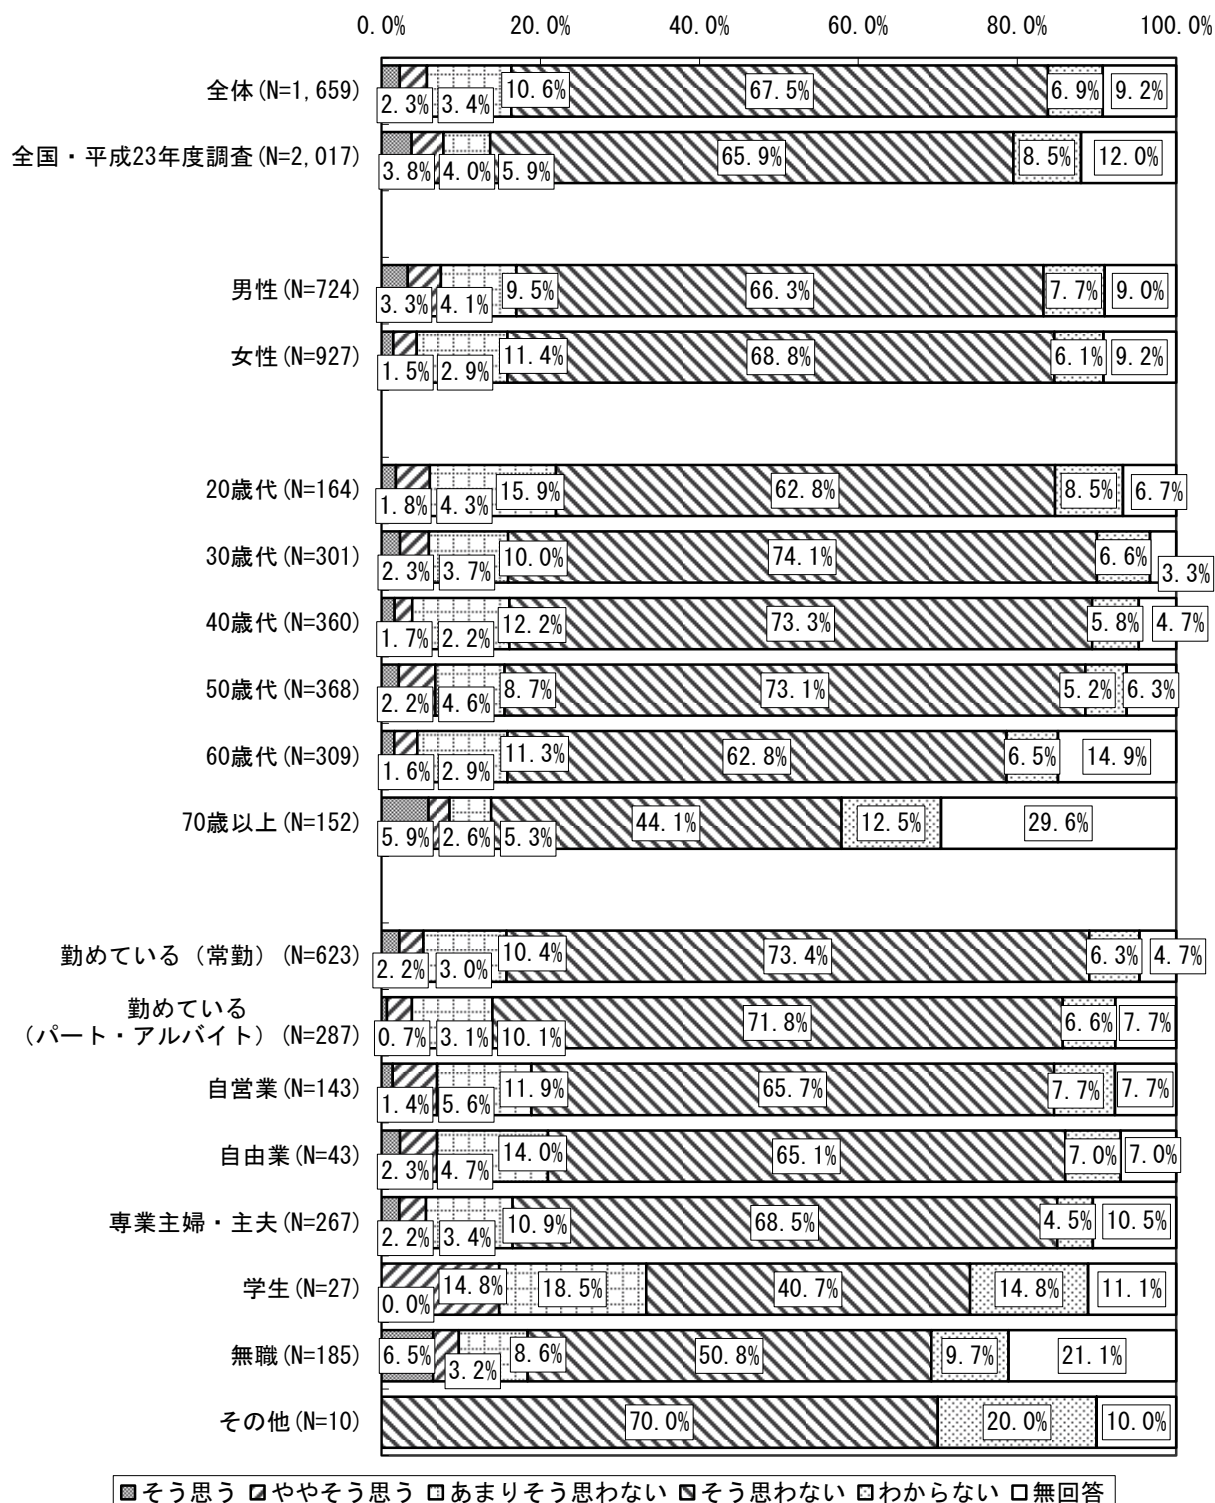 0.0% 20.0% 40.0% 60.0% 80.0% 100.0%
全体(N=1,659) 2.3% 3.4% 10.6% 67.5% 6.9% 9.2%
全国・平成23年度調査(N=2,017) 3.8% 4.0% 5.9% 65.9% 8.5% 12.0%
男性(N=724) 3.3% 4.1% 9.5% 66.3% 7.7% 9.0%
女性(N=927) 1.5% 2.9% 11.4% 68.8% 6.1% 9.2%
20歳代(N=164) 1.8% 4.3% 15.9% 62.8% 8.5% 6.7%
30歳代(N=301) 2.3% 3.7% 10.0% 74.1% 6.6% 3.3%
40歳代(N=360) 1.7% 2.2% 12.2% 73.3% 5.8% 4.7%
50歳代(N=368) 2.2% 4.6% 8.7% 73.1% 5.2% 6.3%
60歳代(N=309) 1.6% 2.9% 11.3% 62.8% 6.5% 14.9%
70歳以上(N=152) 5.9% 2.6% 5.3% 44.1% 12.5% 29.6%
勤めている（常勤）(N=623) 2.2% 3.0% 10.4% 73.4% 6.3% 4.7%
勤めている
（パート・アルバイト）(N=287) 0.7% 3.1% 10.1% 71.8% 6.6% 7.7%
自営業(N=143) 1.4% 5.6% 11.9% 65.7% 7.7% 7.7%
自由業(N=43) 2.3% 4.7% 14.0% 65.1% 7.0% 7.0%
専業主婦・主夫(N=267) 2.2% 3.4% 10.9% 68.5% 4.5% 10.5%
学生(N=27) 0.0% 14.8% 18.5% 40.7% 14.8% 11.1%
無職(N=185) 6.5% 3.2% 8.6% 50.8% 9.7% 21.1%
その他(N=10) 70.0% 20.0% 10.0%
そう思う ややそう思う あまりそう思わない そう思わない わからない 無回答